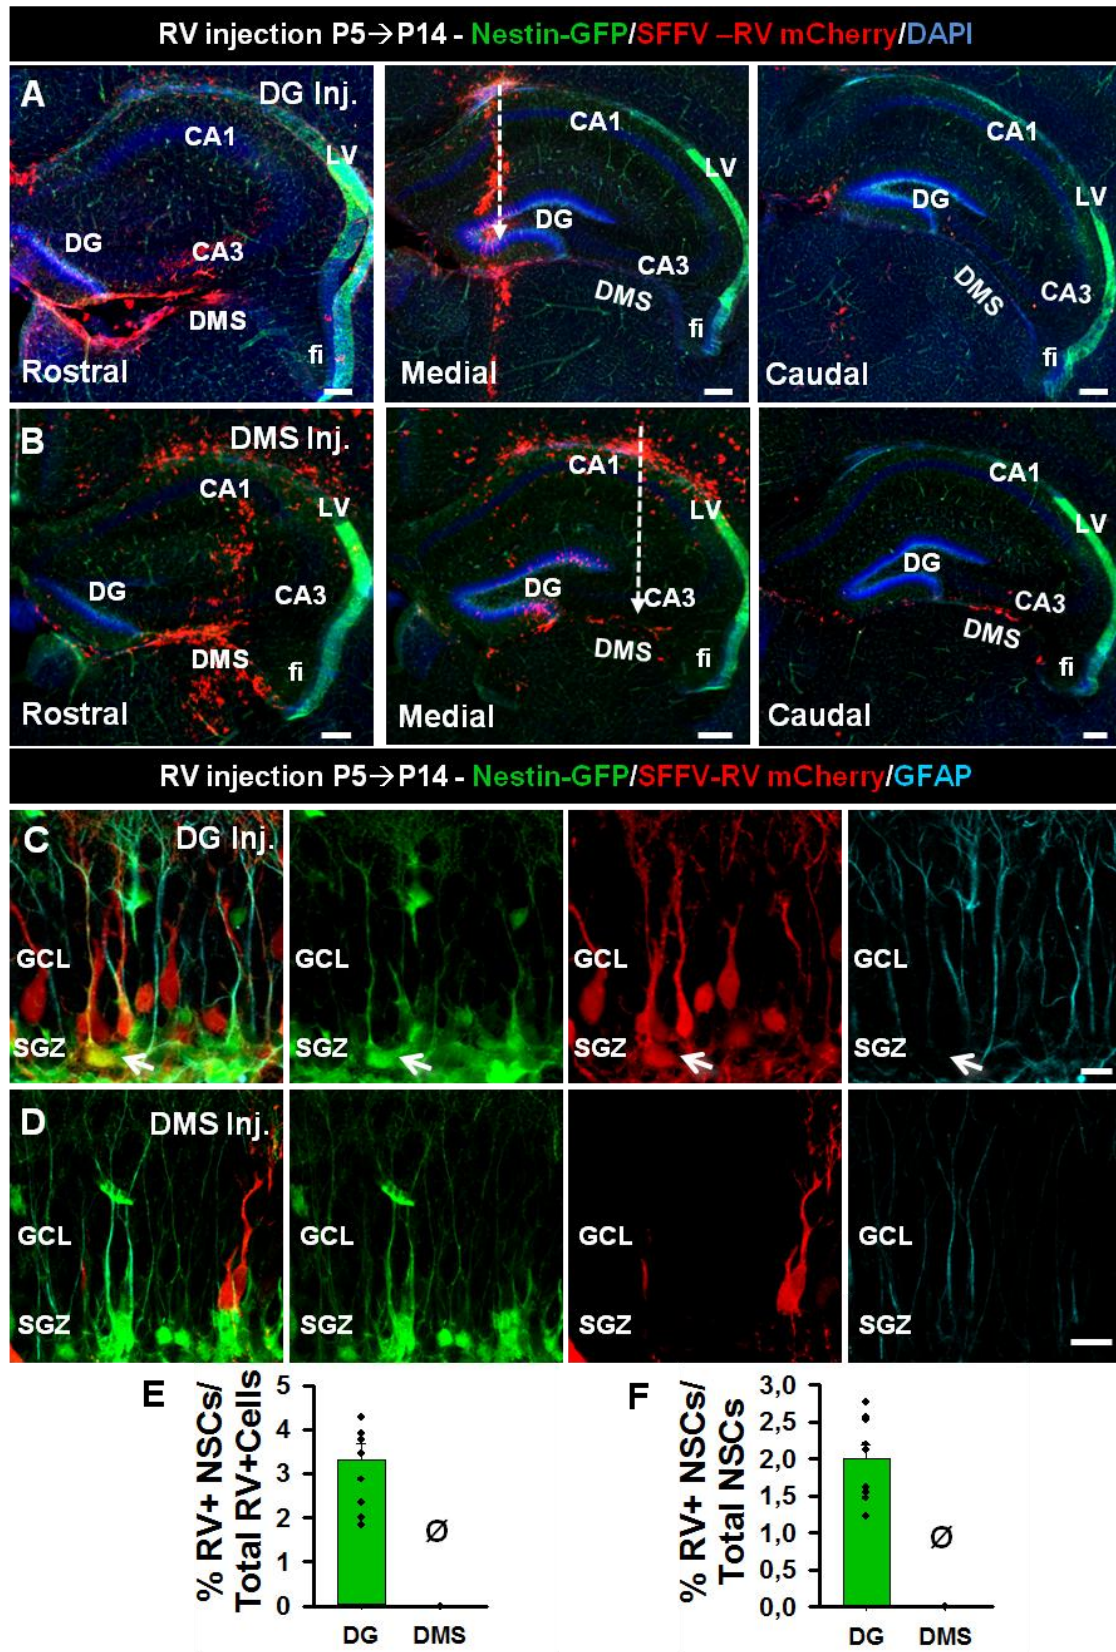 RV injection P5→P14 - Nestin-GFP/SFFV –RV mCherry/DAPI
A DG Inj.
CA1
LV
DG
CA3
DMS
fi
Rostral
CA1
LV
DG
CA3
DMS
fi
Medial
CA1
LV
DG
CA3
DMS
fi
Caudal
B DMS Inj.
CA1
LV
DG
CA3
DMS
fi
Rostral
CA1
LV
DG
CA3
DMS
fi
Medial
CA1
LV
DG
CA3
DMS
fi
Caudal
RV injection P5→P14 - Nestin-GFP/SFFV-RV mCherry/GFAP
C DG Inj.
GCL
SGZ
GCL
SGZ
GCL
SGZ
GCL
SGZ
D DMS Inj.
GCL
SGZ
GCL
SGZ
GCL
SGZ
GCL
SGZ
E
% RV+ NSCs/
Total RV+Cells
5
4
3
2
1
0
Ø
DG DMS
F
% RV+ NSCs/
Total NSCs
3,0
2,5
2,0
1,5
1,0
0,5
0,0
Ø
DG DMS